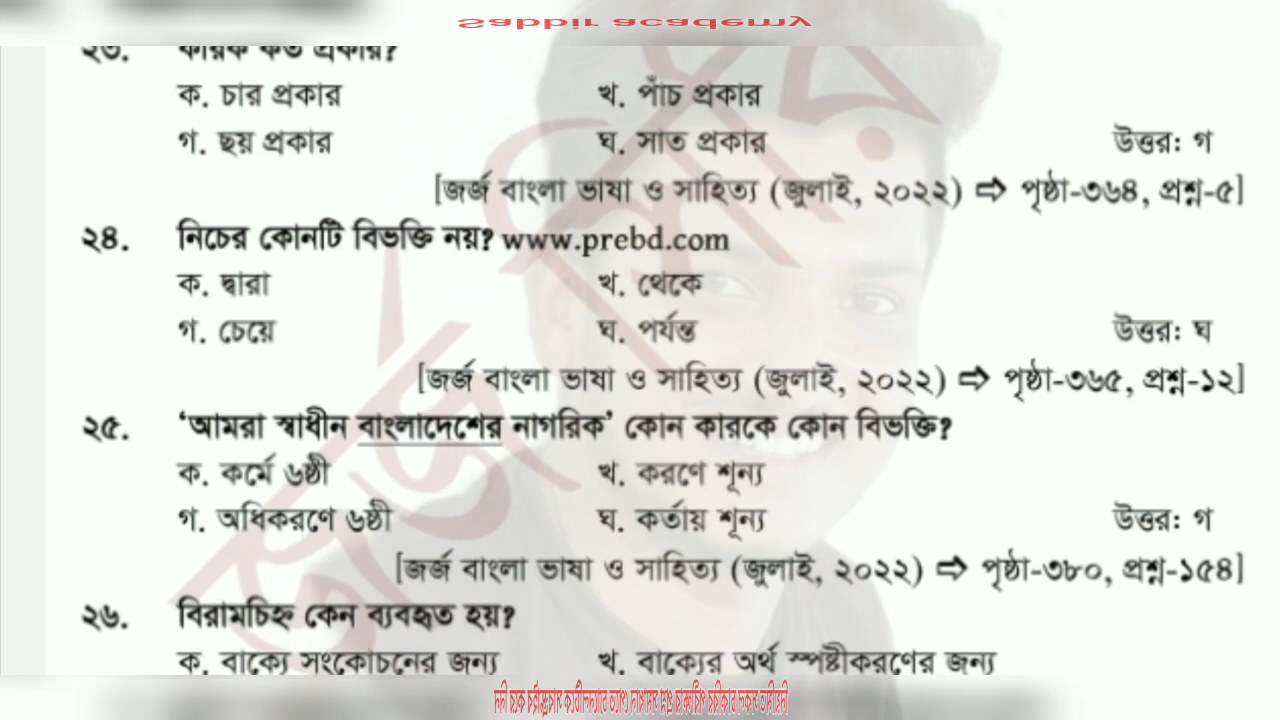 Sabbir academy
২৩. কারক কত প্রকার?
ক. চার প্রকার খ. পাঁচ প্রকার
গ. ছয় প্রকার ঘ. সাত প্রকার উত্তর: গ
[জর্জ বাংলা ভাষা ও সাহিত্য (জুলাই, ২০২২) ⇨ পৃষ্ঠা-৩৬৪, প্রশ্ন-৫]
২৪. নিচের কোনটি বিভক্তি নয়? www.prebd.com
ক. দ্বারা খ. থেকে
গ. চেয়ে ঘ. পর্যন্ত উত্তর: ঘ
[জর্জ বাংলা ভাষা ও সাহিত্য (জুলাই, ২০২২) ⇨ পৃষ্ঠা-৩৬৫, প্রশ্ন-১২]
২৫. ‘আমরা স্বাধীন বাংলাদেশের নাগরিক’ কোন কারকে কোন বিভক্তি?
ক. কর্মে ৬ষ্ঠী খ. করণে শূন্য
গ. অধিকরণে ৬ষ্ঠী ঘ. কর্তায় শূন্য উত্তর: গ
[জর্জ বাংলা ভাষা ও সাহিত্য (জুলাই, ২০২২) ⇨ পৃষ্ঠা-৩৮০, প্রশ্ন-১৫৪]
২৬. বিরামচিহ্ন কেন ব্যবহৃত হয়?
ক. বাক্যে সংকোচনের জন্য খ. বাক্যের অর্থ স্পষ্টীকরণের জন্য